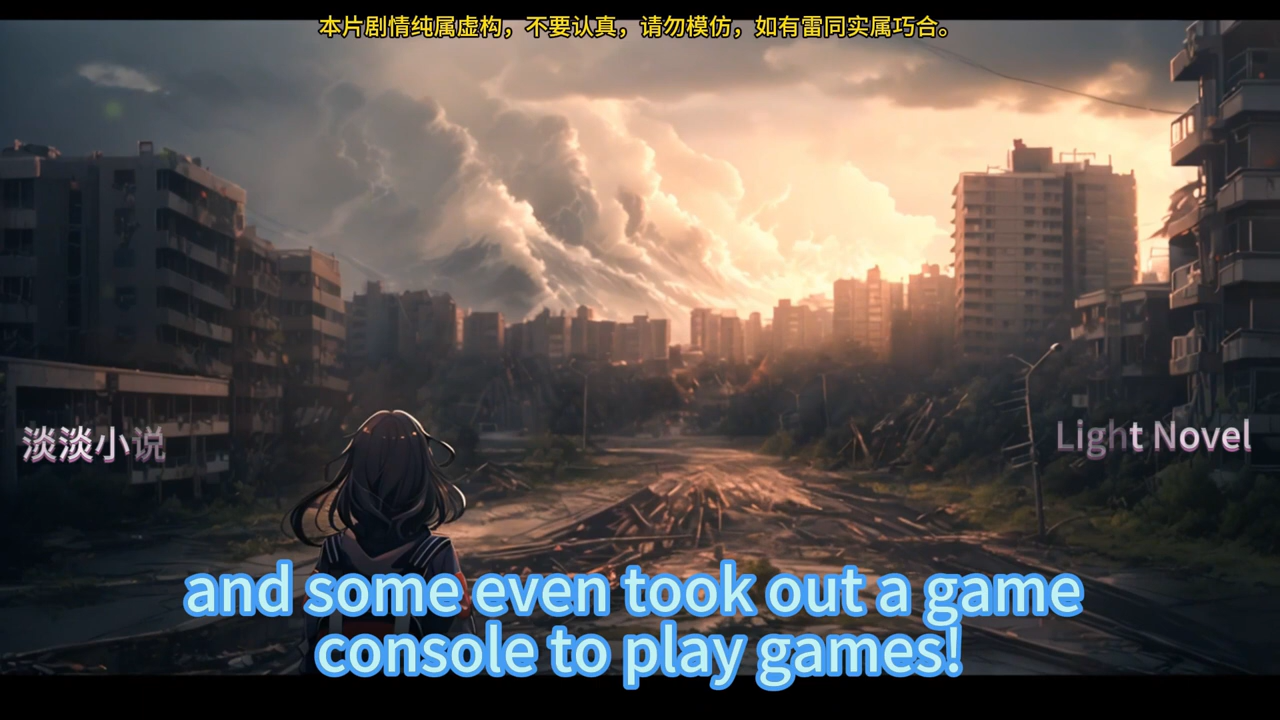 本片剧情纯属虚构，不要认真，请勿模仿，如有雷同实属巧合。
淡淡小说
Light Novel
and some even took out a game
console to play games!